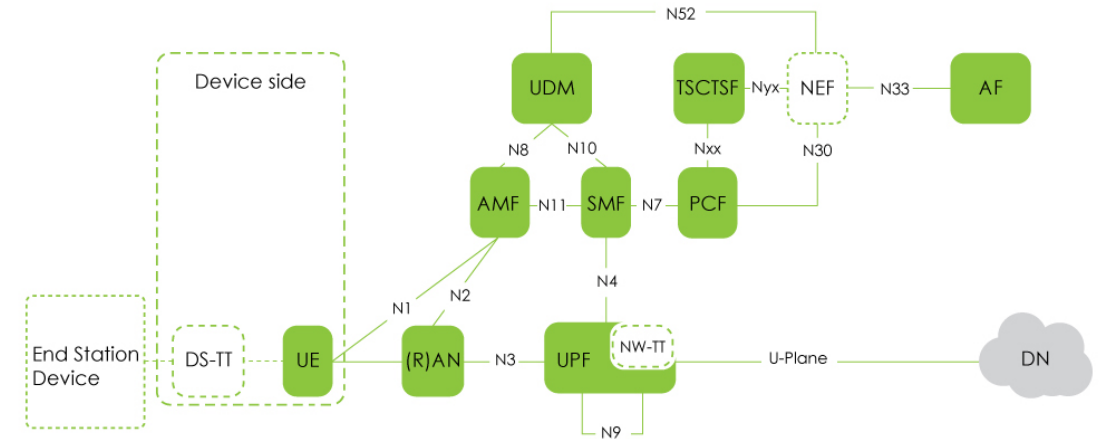 N52
Device side
UDM
TSCTSF
Nyx
NEF
N33
AF
N8
N10
Nxx
N30
AMF
N11
SMF
N7
PCF
N4
N1
N2
End Station
Device
DS-TT
UE
(R)AN
N3
UPF
NW-TT
U-Plane
DN
N9